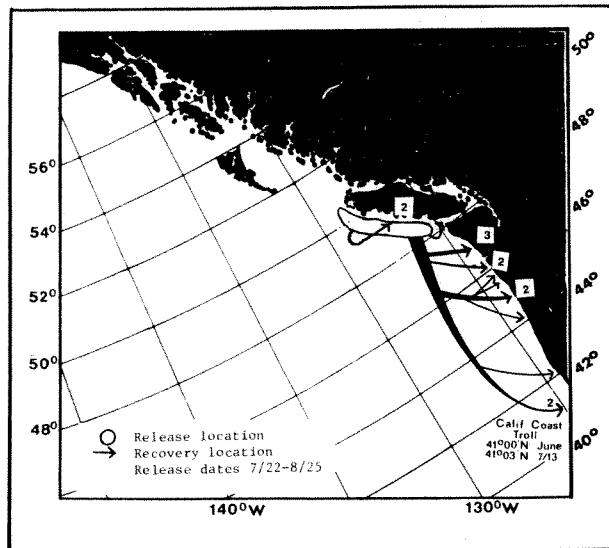 50°
48°
46°
44°
42°
40°
56°
54°
52°
50°
48°
2
3
2
2
2
Calif Coast
Troll
41°00'N June
41°03'N 7/13
Release location
Recovery location
Release dates 7/22-8/25
140°W
130°W